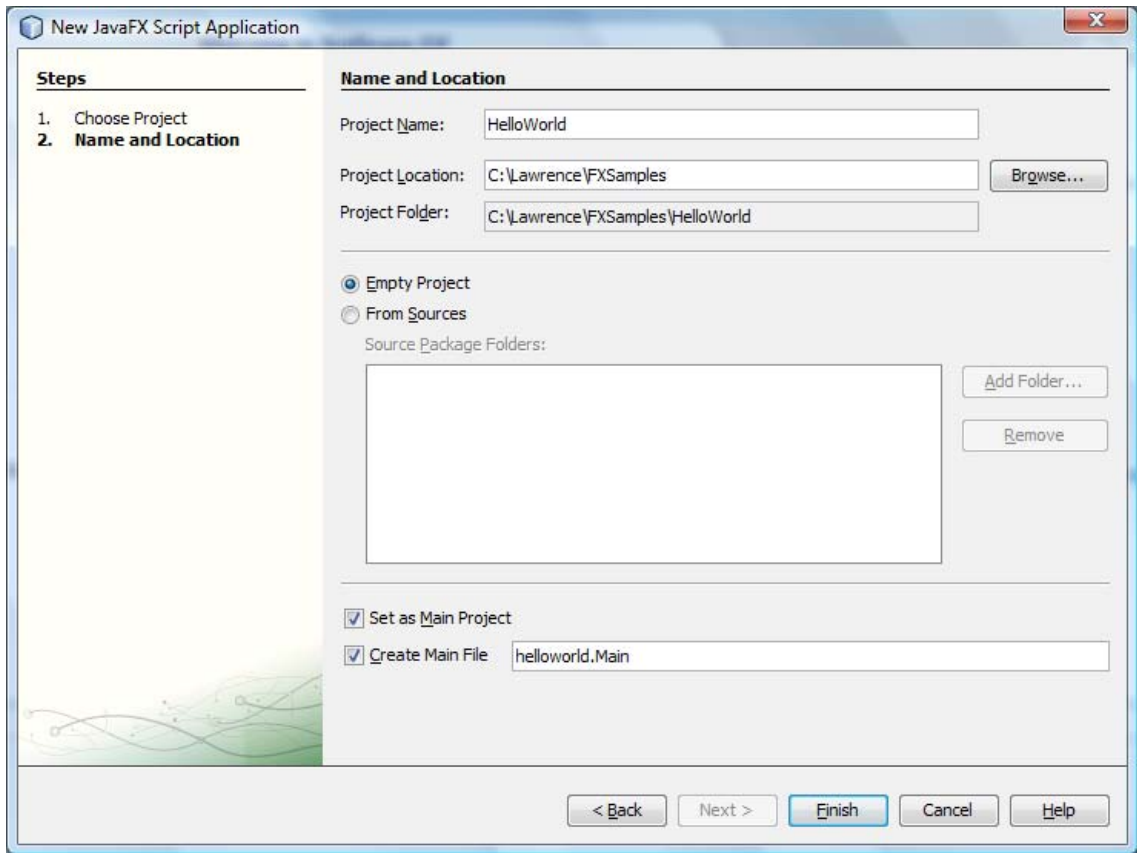 New JavaFX Script Application
Steps
1. Choose Project
2. Name and Location
Name and Location
Project Name: HelloWorld
Project Location: C:\Lawrence\FXSamples Browse...
Project Folder: C:\Lawrence\FXSamples\HelloWorld
Empty Project
From Sources
Source Package Folders:
Add Folder...
Remove
Set as Main Project
Create Main File helloworld.Main
< Back Next > Finish Cancel Help